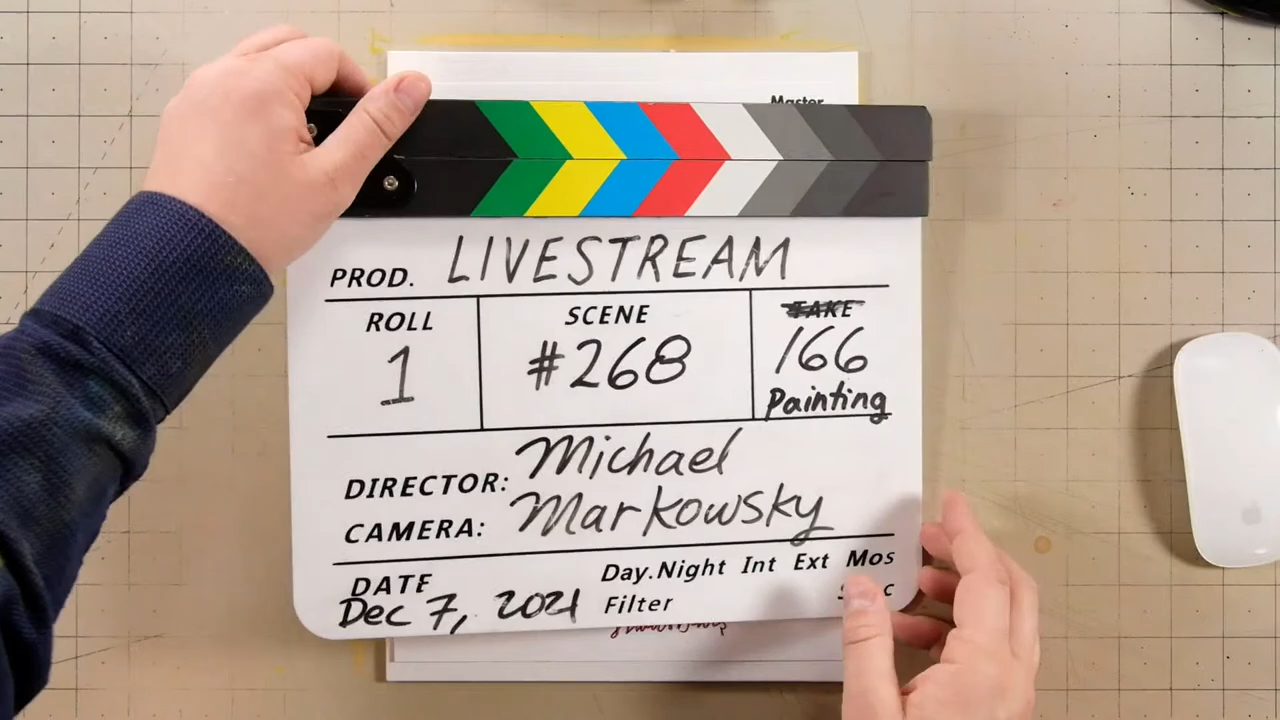 Master
PROD. LIVESTREAM
ROLL SCENE TAKE
1 #268 166
Painting
DIRECTOR: Michael
CAMERA: Markowsky
DATE Day.Night Int Ext Mos
Dec 7, 2021 Filter